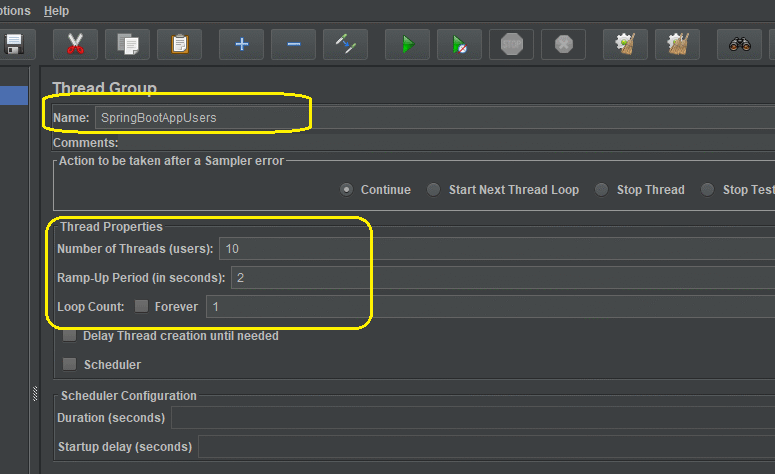 ptions Help
STOP
Thread Group
Name: SpringBootAppUsers
Comments:
Action to be taken after a Sampler error
Continue Start Next Thread Loop Stop Thread Stop Test
Thread Properties
Number of Threads (users): 10
Ramp-Up Period (in seconds): 2
Loop Count: Forever 1
Delay Thread creation until needed
Scheduler
Scheduler Configuration
Duration (seconds)
Startup delay (seconds)